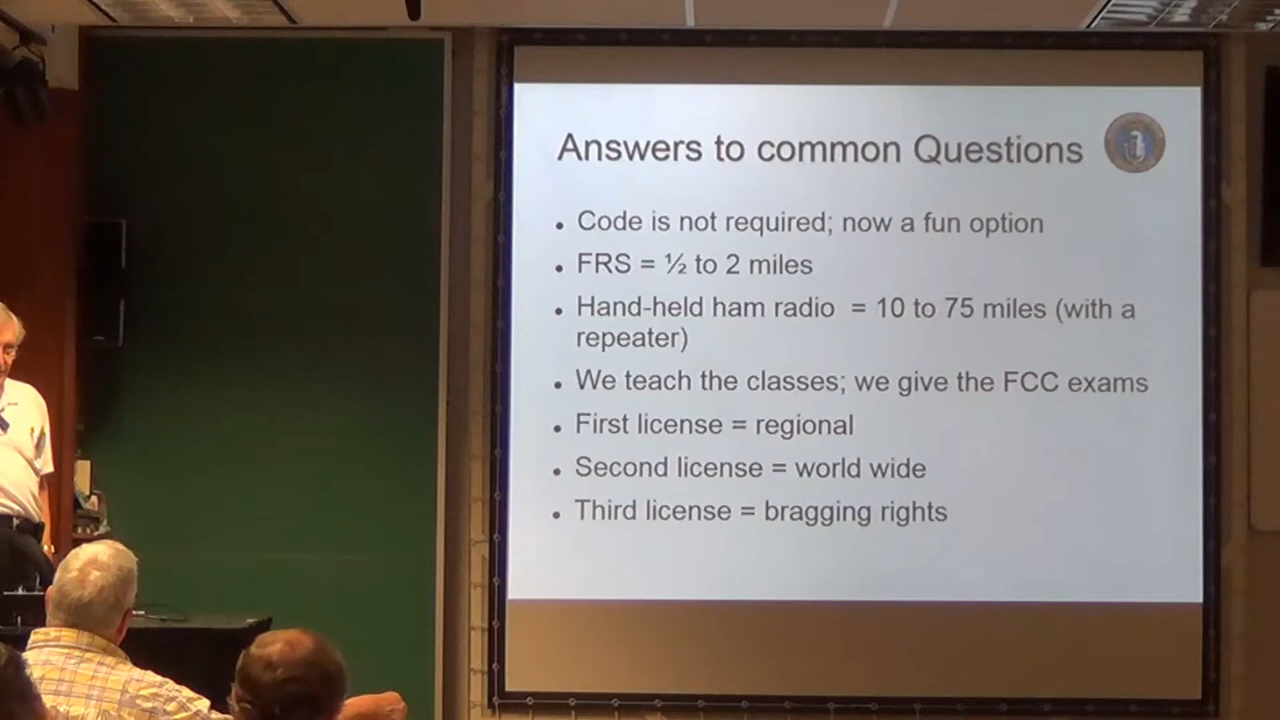 Answers to common Questions
• Code is not required; now a fun option
• FRS = ½ to 2 miles
• Hand-held ham radio = 10 to 75 miles (with a
repeater)
• We teach the classes; we give the FCC exams
• First license = regional
• Second license = world wide
• Third license = bragging rights